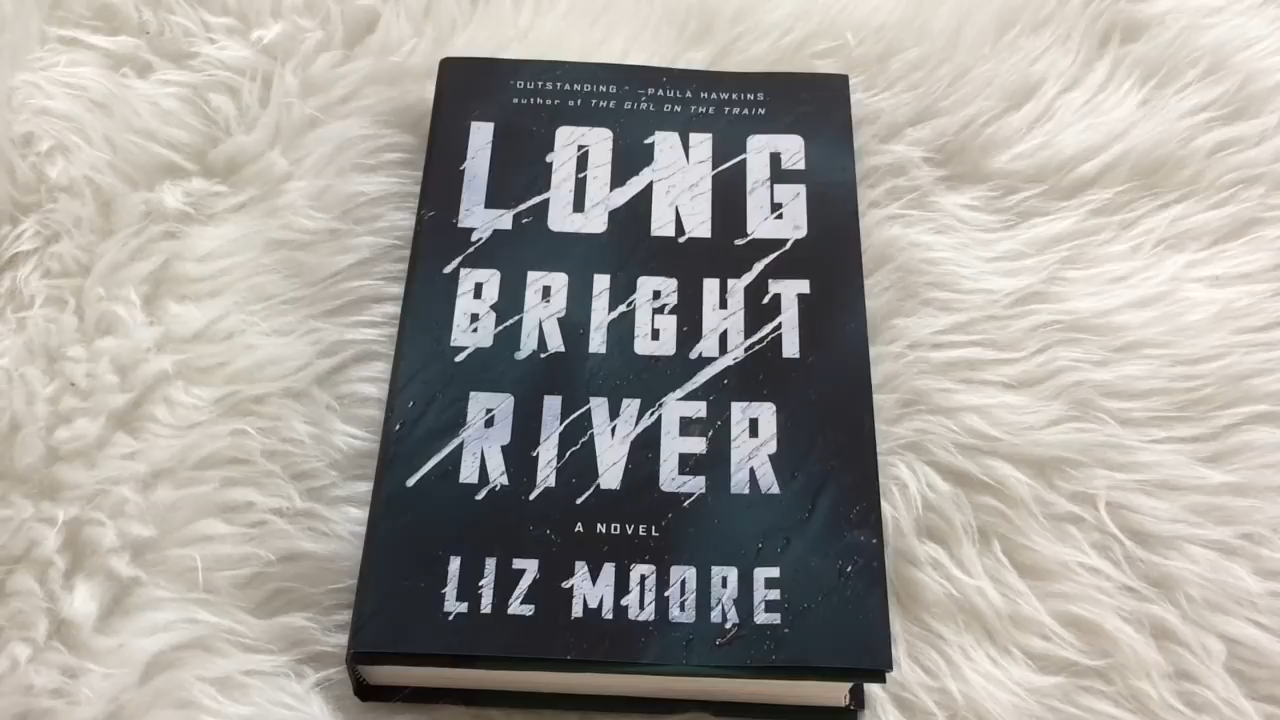 "OUTSTANDING." —PAULA HAWKINS,
author of THE GIRL ON THE TRAIN
LONG
BRIGHT
RIVER
A NOVEL
LIZ MOORE